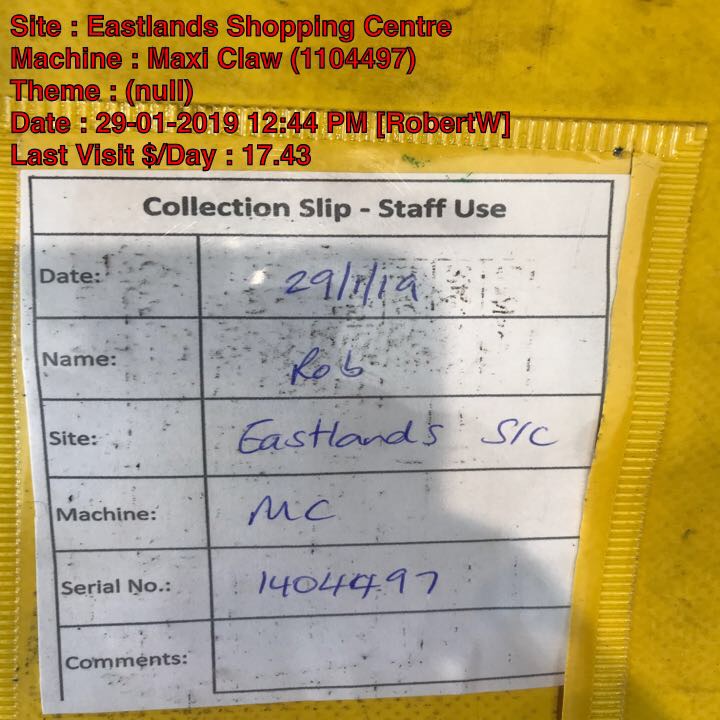 Site : Eastlands Shopping Centre
Machine : Maxi Claw (1104497)
Theme : (null)
Date : 29-01-2019 12:44 PM [RobertW]
Last Visit $/Day : 17.43
Collection Slip - Staff Use
Date: 29/1/19
Name: Rob
Site: Eastlands S/C
Machine: MC
Serial No.: 1404497
Comments: